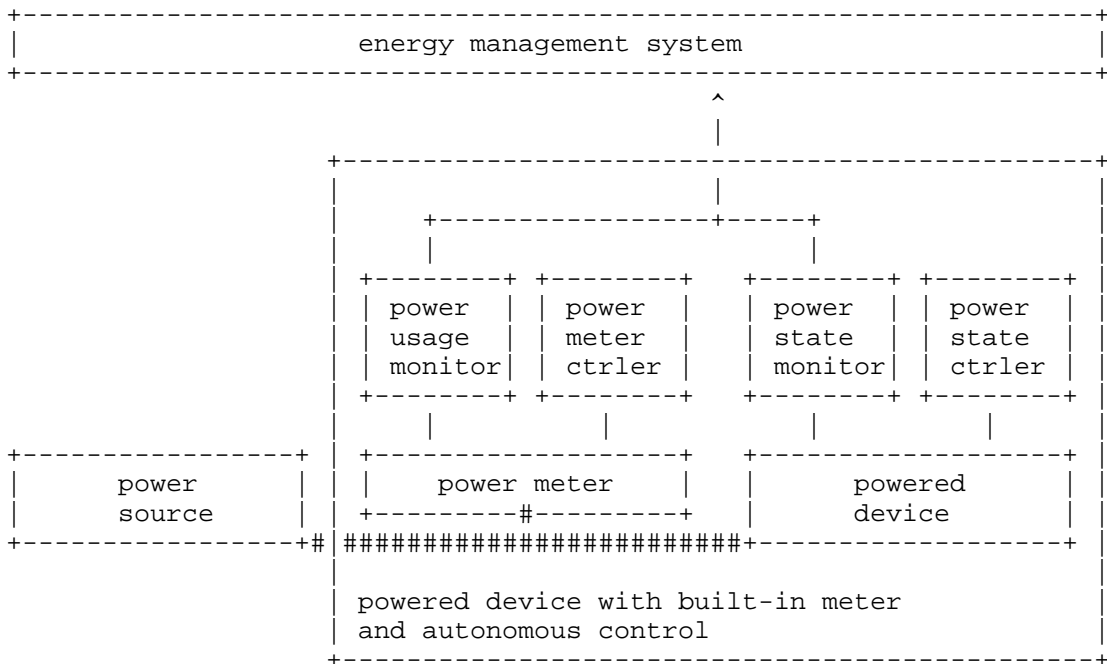 energy management system
power power power power
usage meter state state
monitor ctrler monitor ctrler
power power meter powered
source device
powered device with built-in meter
and autonomous control